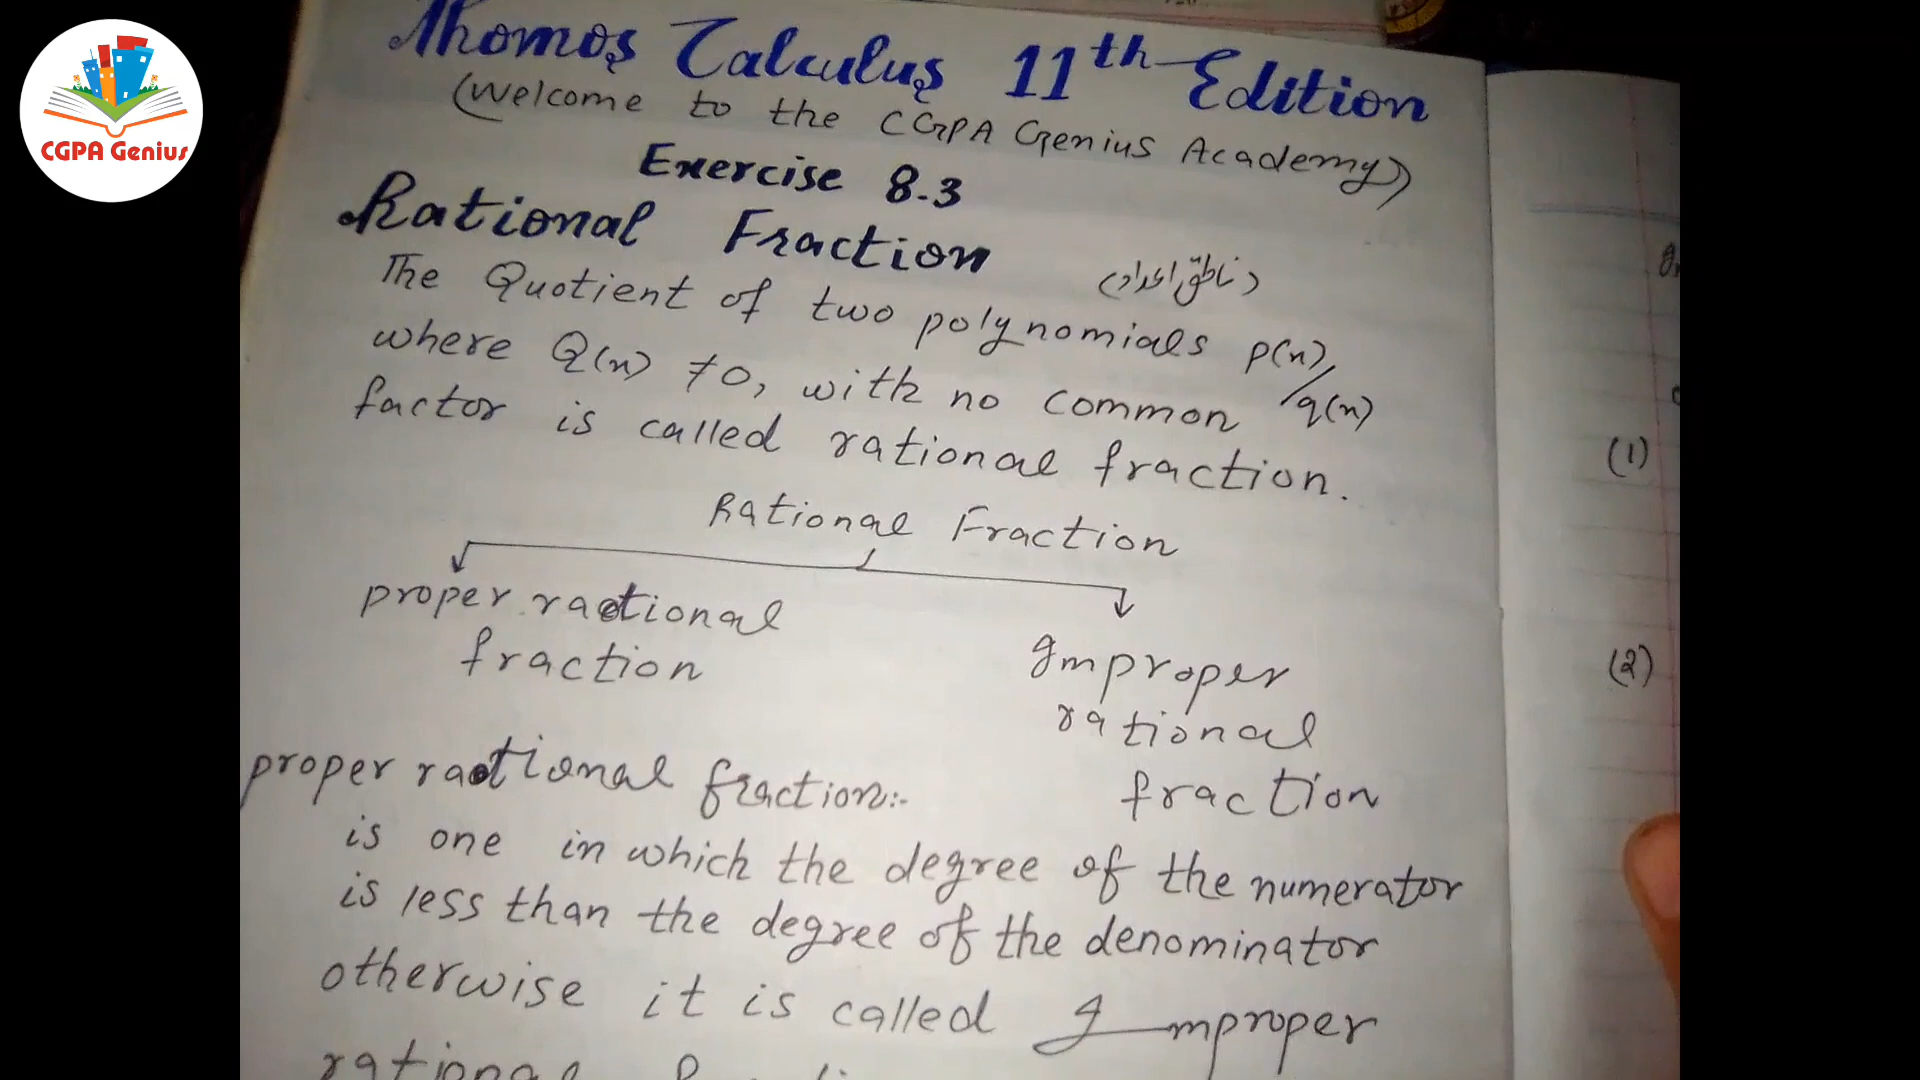 CGPA Genius
Thomas Calculus 11th Edition
(Welcome to the CGPA Genius Academy)
Exercise 8.3
Rational Fraction
(ناطق اعداد)
The Quotient of two polynomials P(x)/q(x)
where Q(x) ≠0, with no common
factor is called rational fraction.
Rational Fraction
proper rational
fraction
Improper
rational
fraction
proper rational fraction:-
is one in which the degree of the numerator
is less than the degree of the denominator
otherwise it is called Improper
rational
(1)
(2)